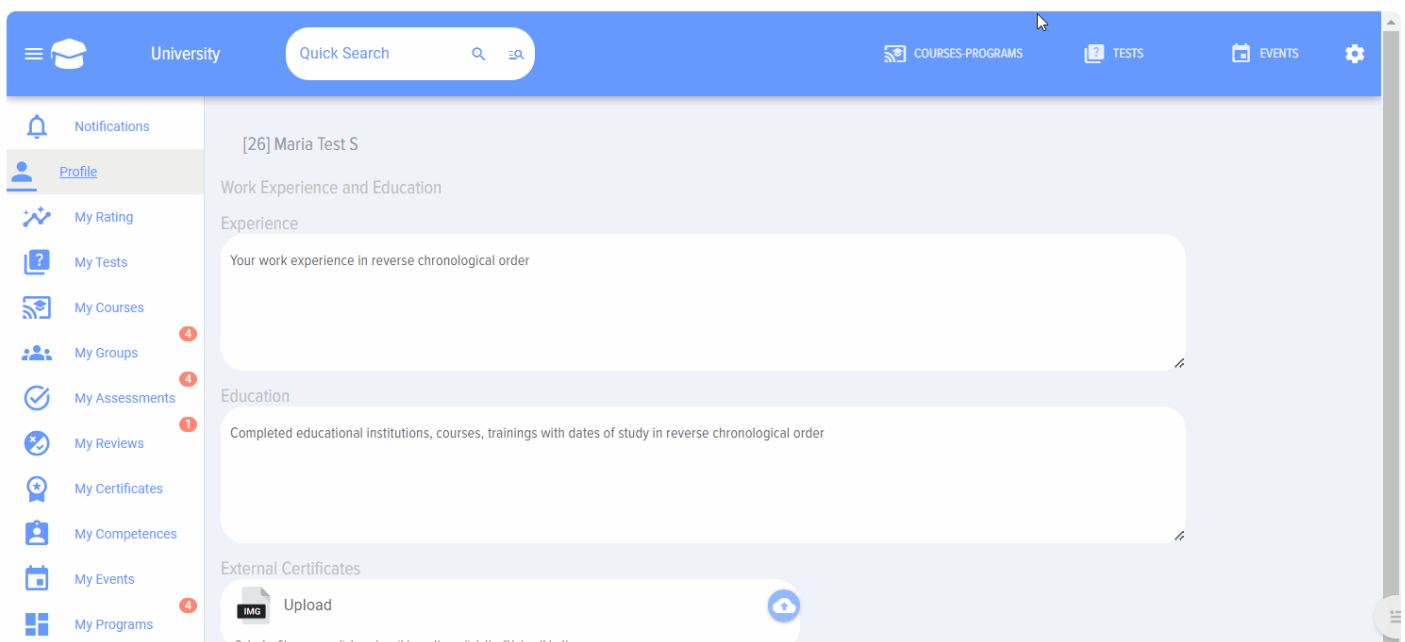 University
Quick Search
COURSES-PROGRAMS
TESTS
EVENTS
Notifications
Profile
My Rating
My Tests
My Courses
4
My Groups
4
My Assessments
1
My Reviews
My Certificates
My Competences
My Events
4
My Programs
[26] Maria Test S
Work Experience and Education
Experience
Your work experience in reverse chronological order
Education
Completed educational institutions, courses, trainings with dates of study in reverse chronological order
External Certificates
IMG
Upload